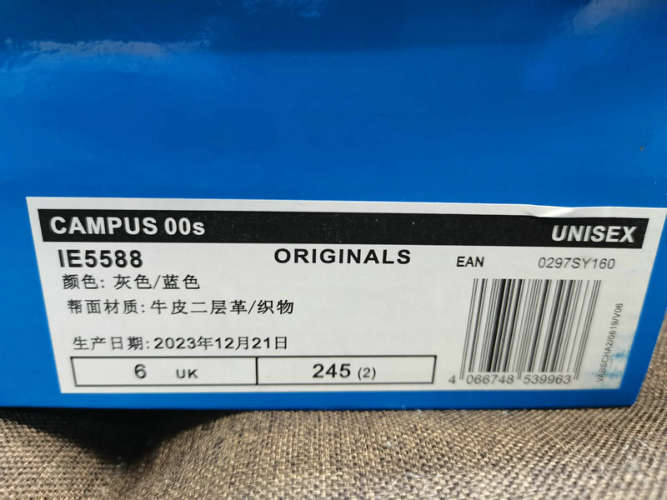 CAMPUS 00s UNISEX
IE5588 ORIGINALS EAN 0297SY160
颜色: 灰色/蓝色
帮面材质: 牛皮二层革/织物
生产日期: 2023年12月21日
6 UK 245 (2)
4 066748 539963